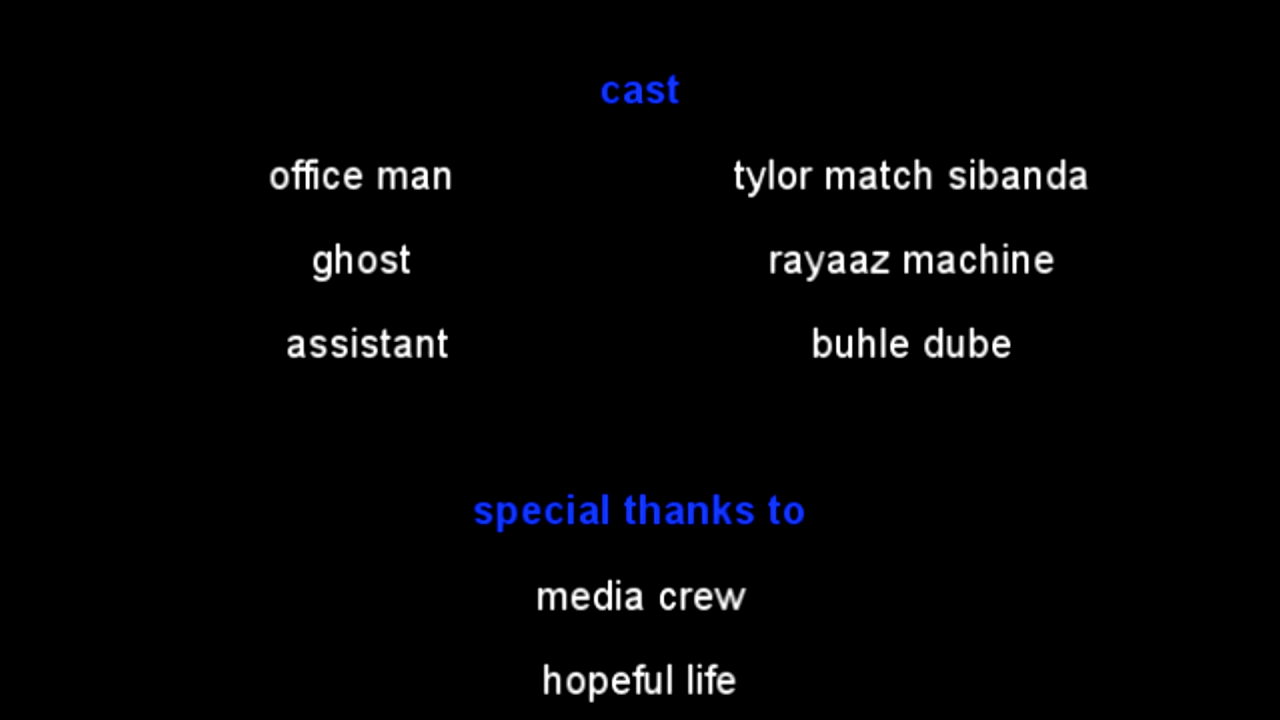 cast
office man tylor match sibanda
ghost rayaaz machine
assistant buhle dube
special thanks to
media crew
hopeful life